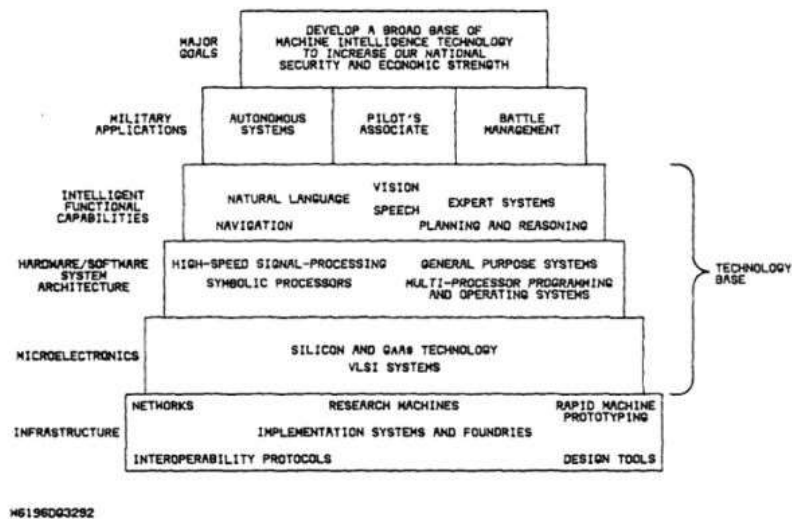 MAJOR
GOALS
DEVELOP A BROAD BASE OF
MACHINE INTELLIGENCE TECHNOLOGY
TO INCREASE OUR NATIONAL
SECURITY AND ECONOMIC STRENGTH
MILITARY
APPLICATIONS
AUTONOMOUS
SYSTEMS
PILOT'S
ASSOCIATE
BATTLE
MANAGEMENT
INTELLIGENT
FUNCTIONAL
CAPABILITIES
NATURAL LANGUAGE
VISION
SPEECH
EXPERT SYSTEMS
NAVIGATION
PLANNING AND REASONING
HARDWARE/SOFTWARE
SYSTEM
ARCHITECTURE
HIGH-SPEED SIGNAL-PROCESSING
GENERAL PURPOSE SYSTEMS
SYMBOLIC PROCESSORS
MULTI-PROCESSOR PROGRAMMING
AND OPERATING SYSTEMS
TECHNOLOGY
BASE
MICROELECTRONICS
SILICON AND GAAS TECHNOLOGY
VLSI SYSTEMS
INFRASTRUCTURE
NETWORKS
RESEARCH MACHINES
RAPID MACHINE
PROTOTYPING
IMPLEMENTATION SYSTEMS AND FOUNDRIES
INTEROPERABILITY PROTOCOLS
DESIGN TOOLS
H6196DQ3292